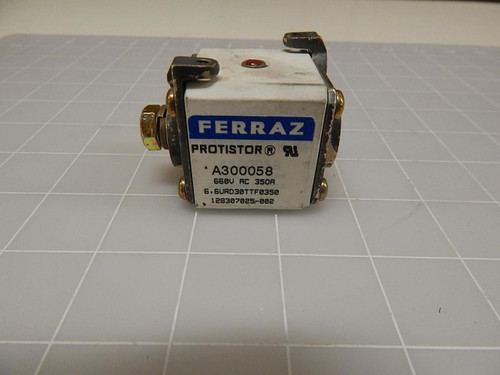 FERRAZ
PROTISTOR®
A300058
660V AC 350A
6.6URD30TTF0350
128307025/002